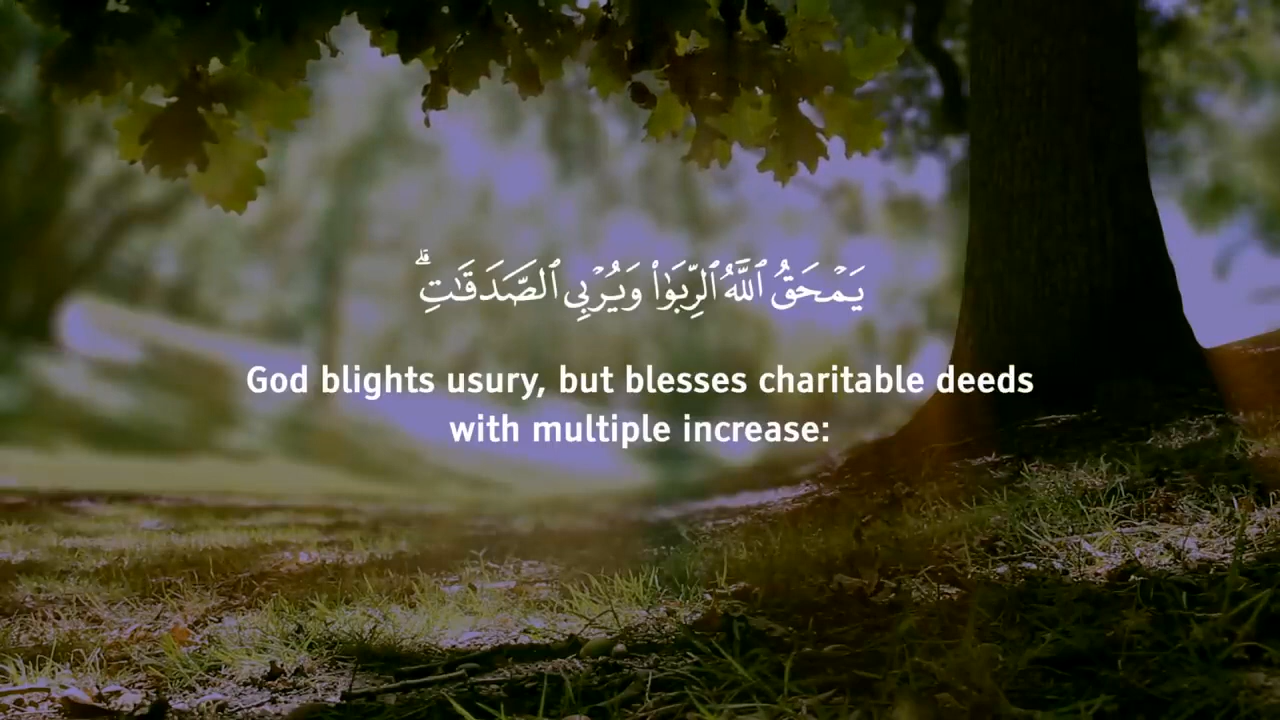 يَمْحَقُ ٱللَّهُ ٱلرِّبَوٰا۟ وَيُرْبِى ٱلصَّدَقَـٰتِ ۗ
God blights usury, but blesses charitable deeds
with multiple increase: